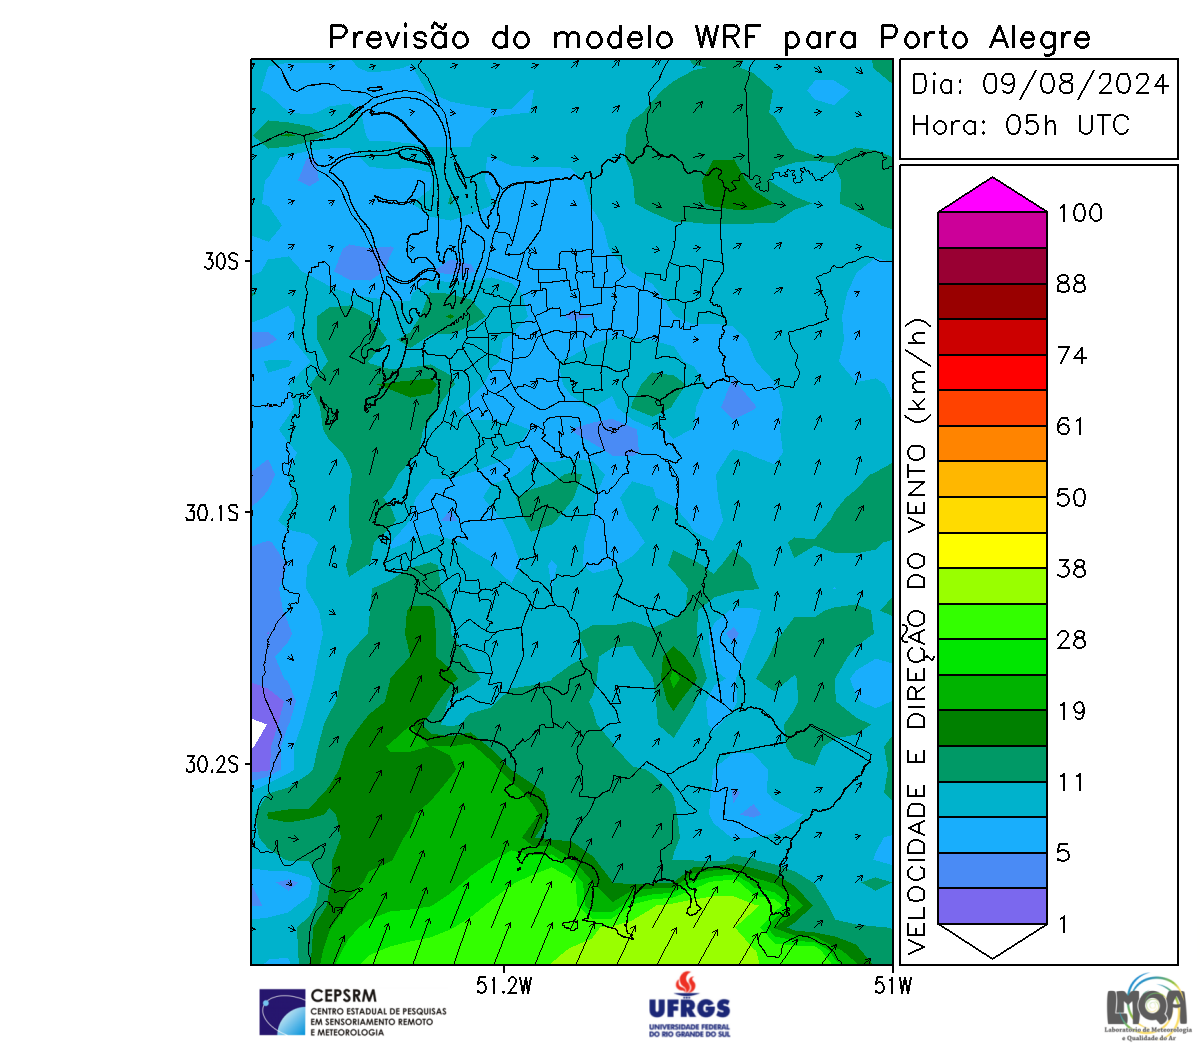 Previsão do modelo WRF para Porto Alegre
Dia: 09/08/2024
Hora: 05h UTC
100
88
74
61
50
38
28
19
11
5
1
VELOCIDADE E DIREÇÃO DO VENTO (km/h)
30S
30.1S
30.2S
51.2W
51W
CEPSRM
CENTRO ESTADUAL DE PESQUISAS
EM SENSORIAMENTO REMOTO
E METEOROLOGIA
UFRGS
UNIVERSIDADE FEDERAL
DO RIO GRANDE DO SUL
LMQA
Laboratório de Meteorologia
e Qualidade do Ar